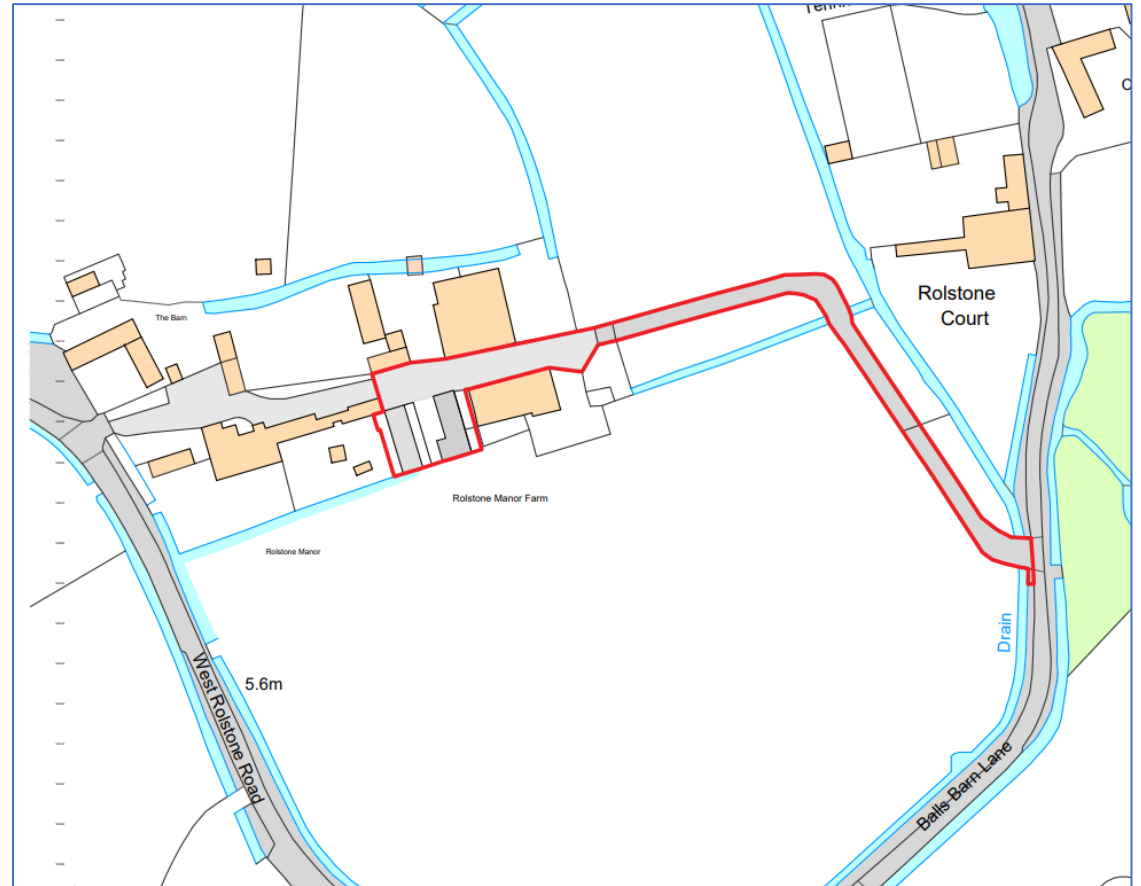 Rolstone
Court
The Barn
Rolstone Manor Farm
Rolstone Manor
Drain
5.6m
West Rolstone Road
Balls Barn Lane